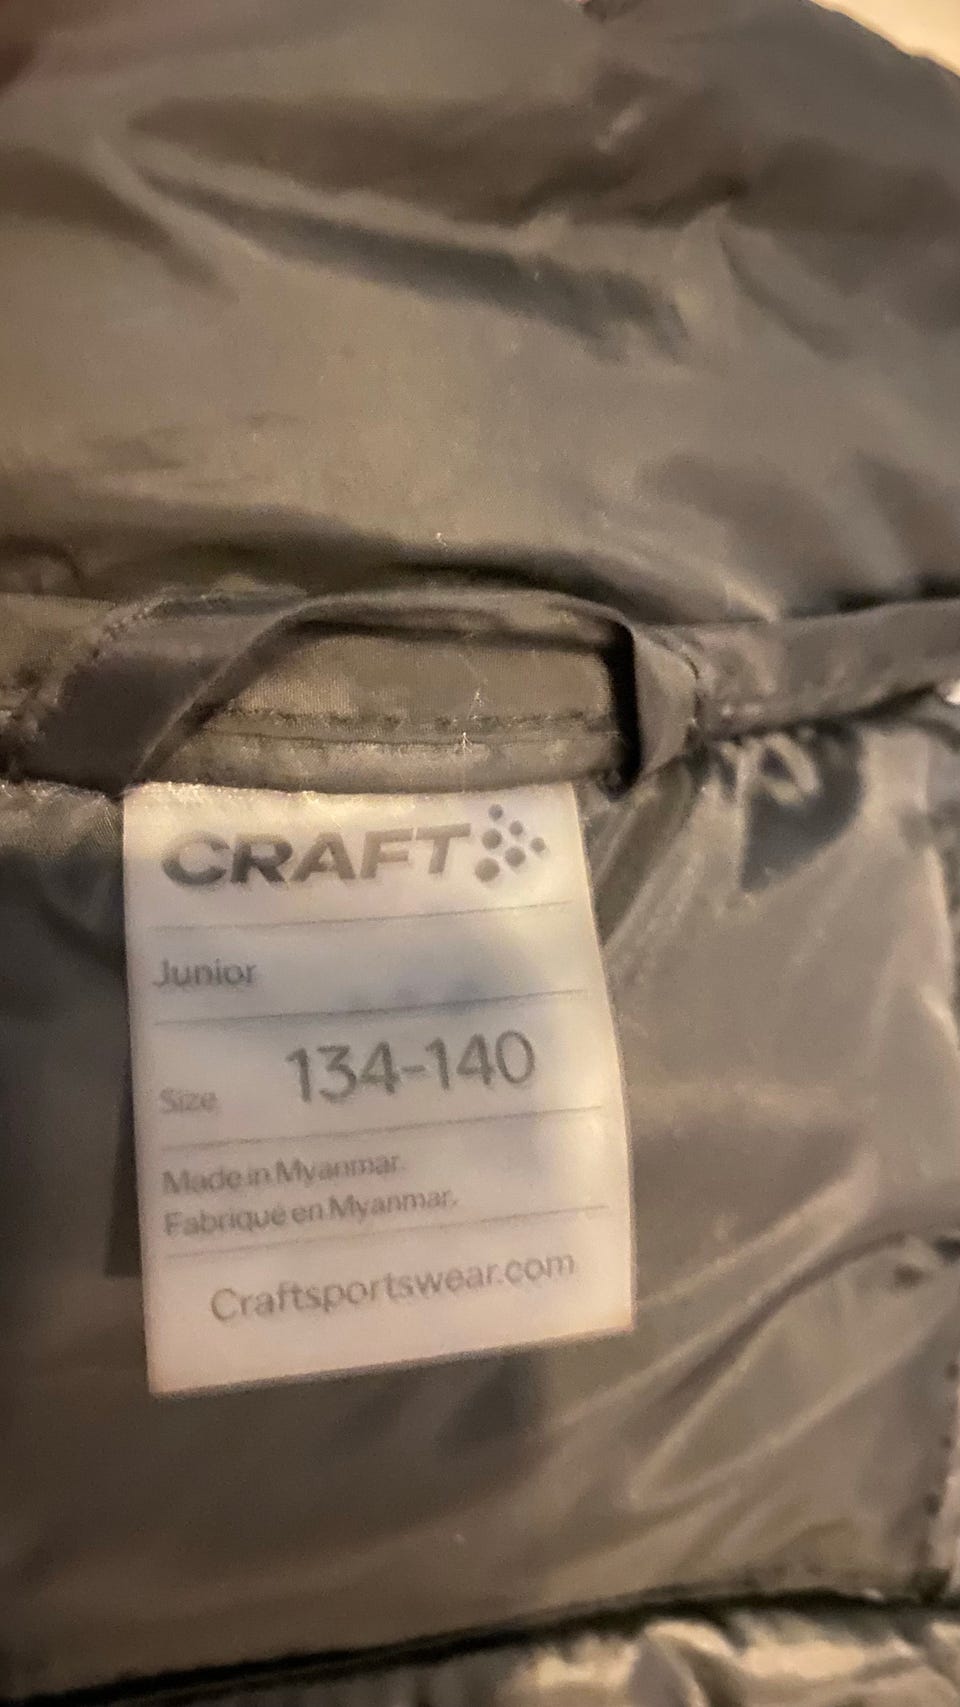 CRAFT
Junior
Size 134-140
Made in Myanmar.
Fabriqué en Myanmar.
Craftsportswear.com